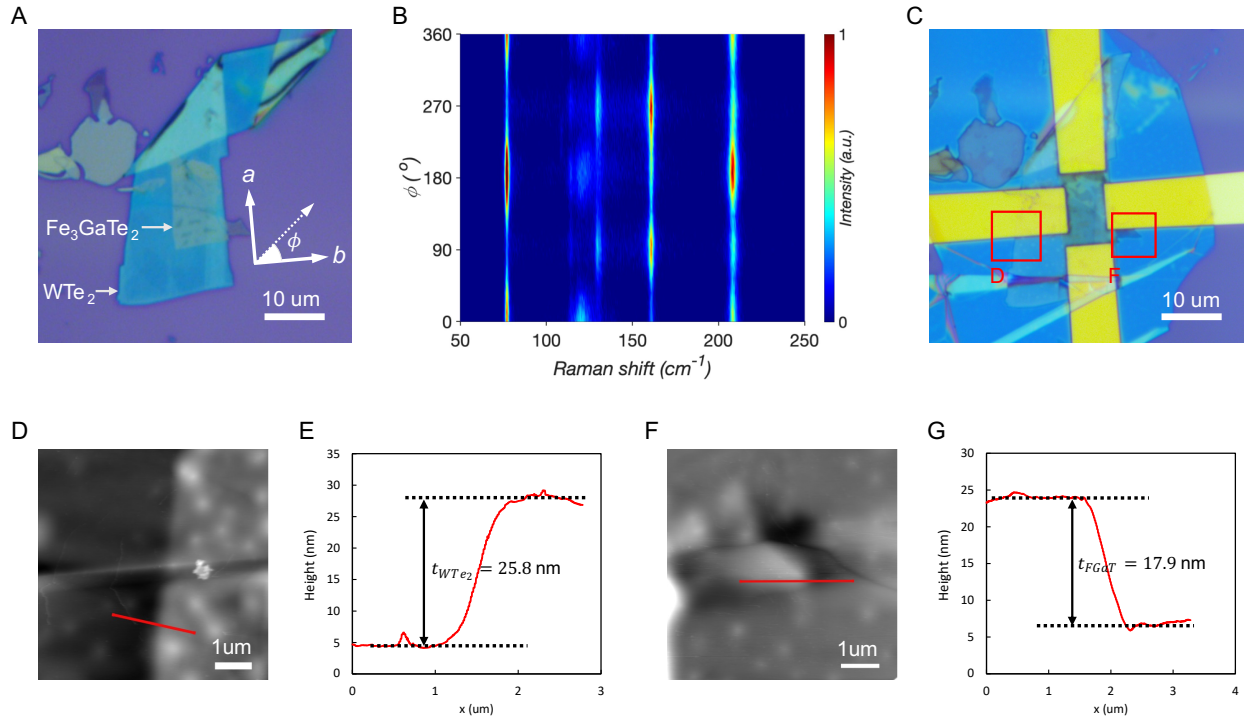 A
a
ϕ
b
Fe₃GaTe₂
WTe₂
10 um
B
360
270
180
90
0
ϕ (°)
50
100
150
200
250
Raman shift (cm⁻¹)
1
0
Intensity (a.u.)
C
D
F
10 um
D
1um
E
35
30
25
20
15
10
5
0
Height (nm)
t_WTe₂ = 25.8 nm
0
1
2
3
x (um)
F
1um
G
30
25
20
15
10
5
0
Height (nm)
t_FGaT = 17.9 nm
0
1
2
3
4
x (um)